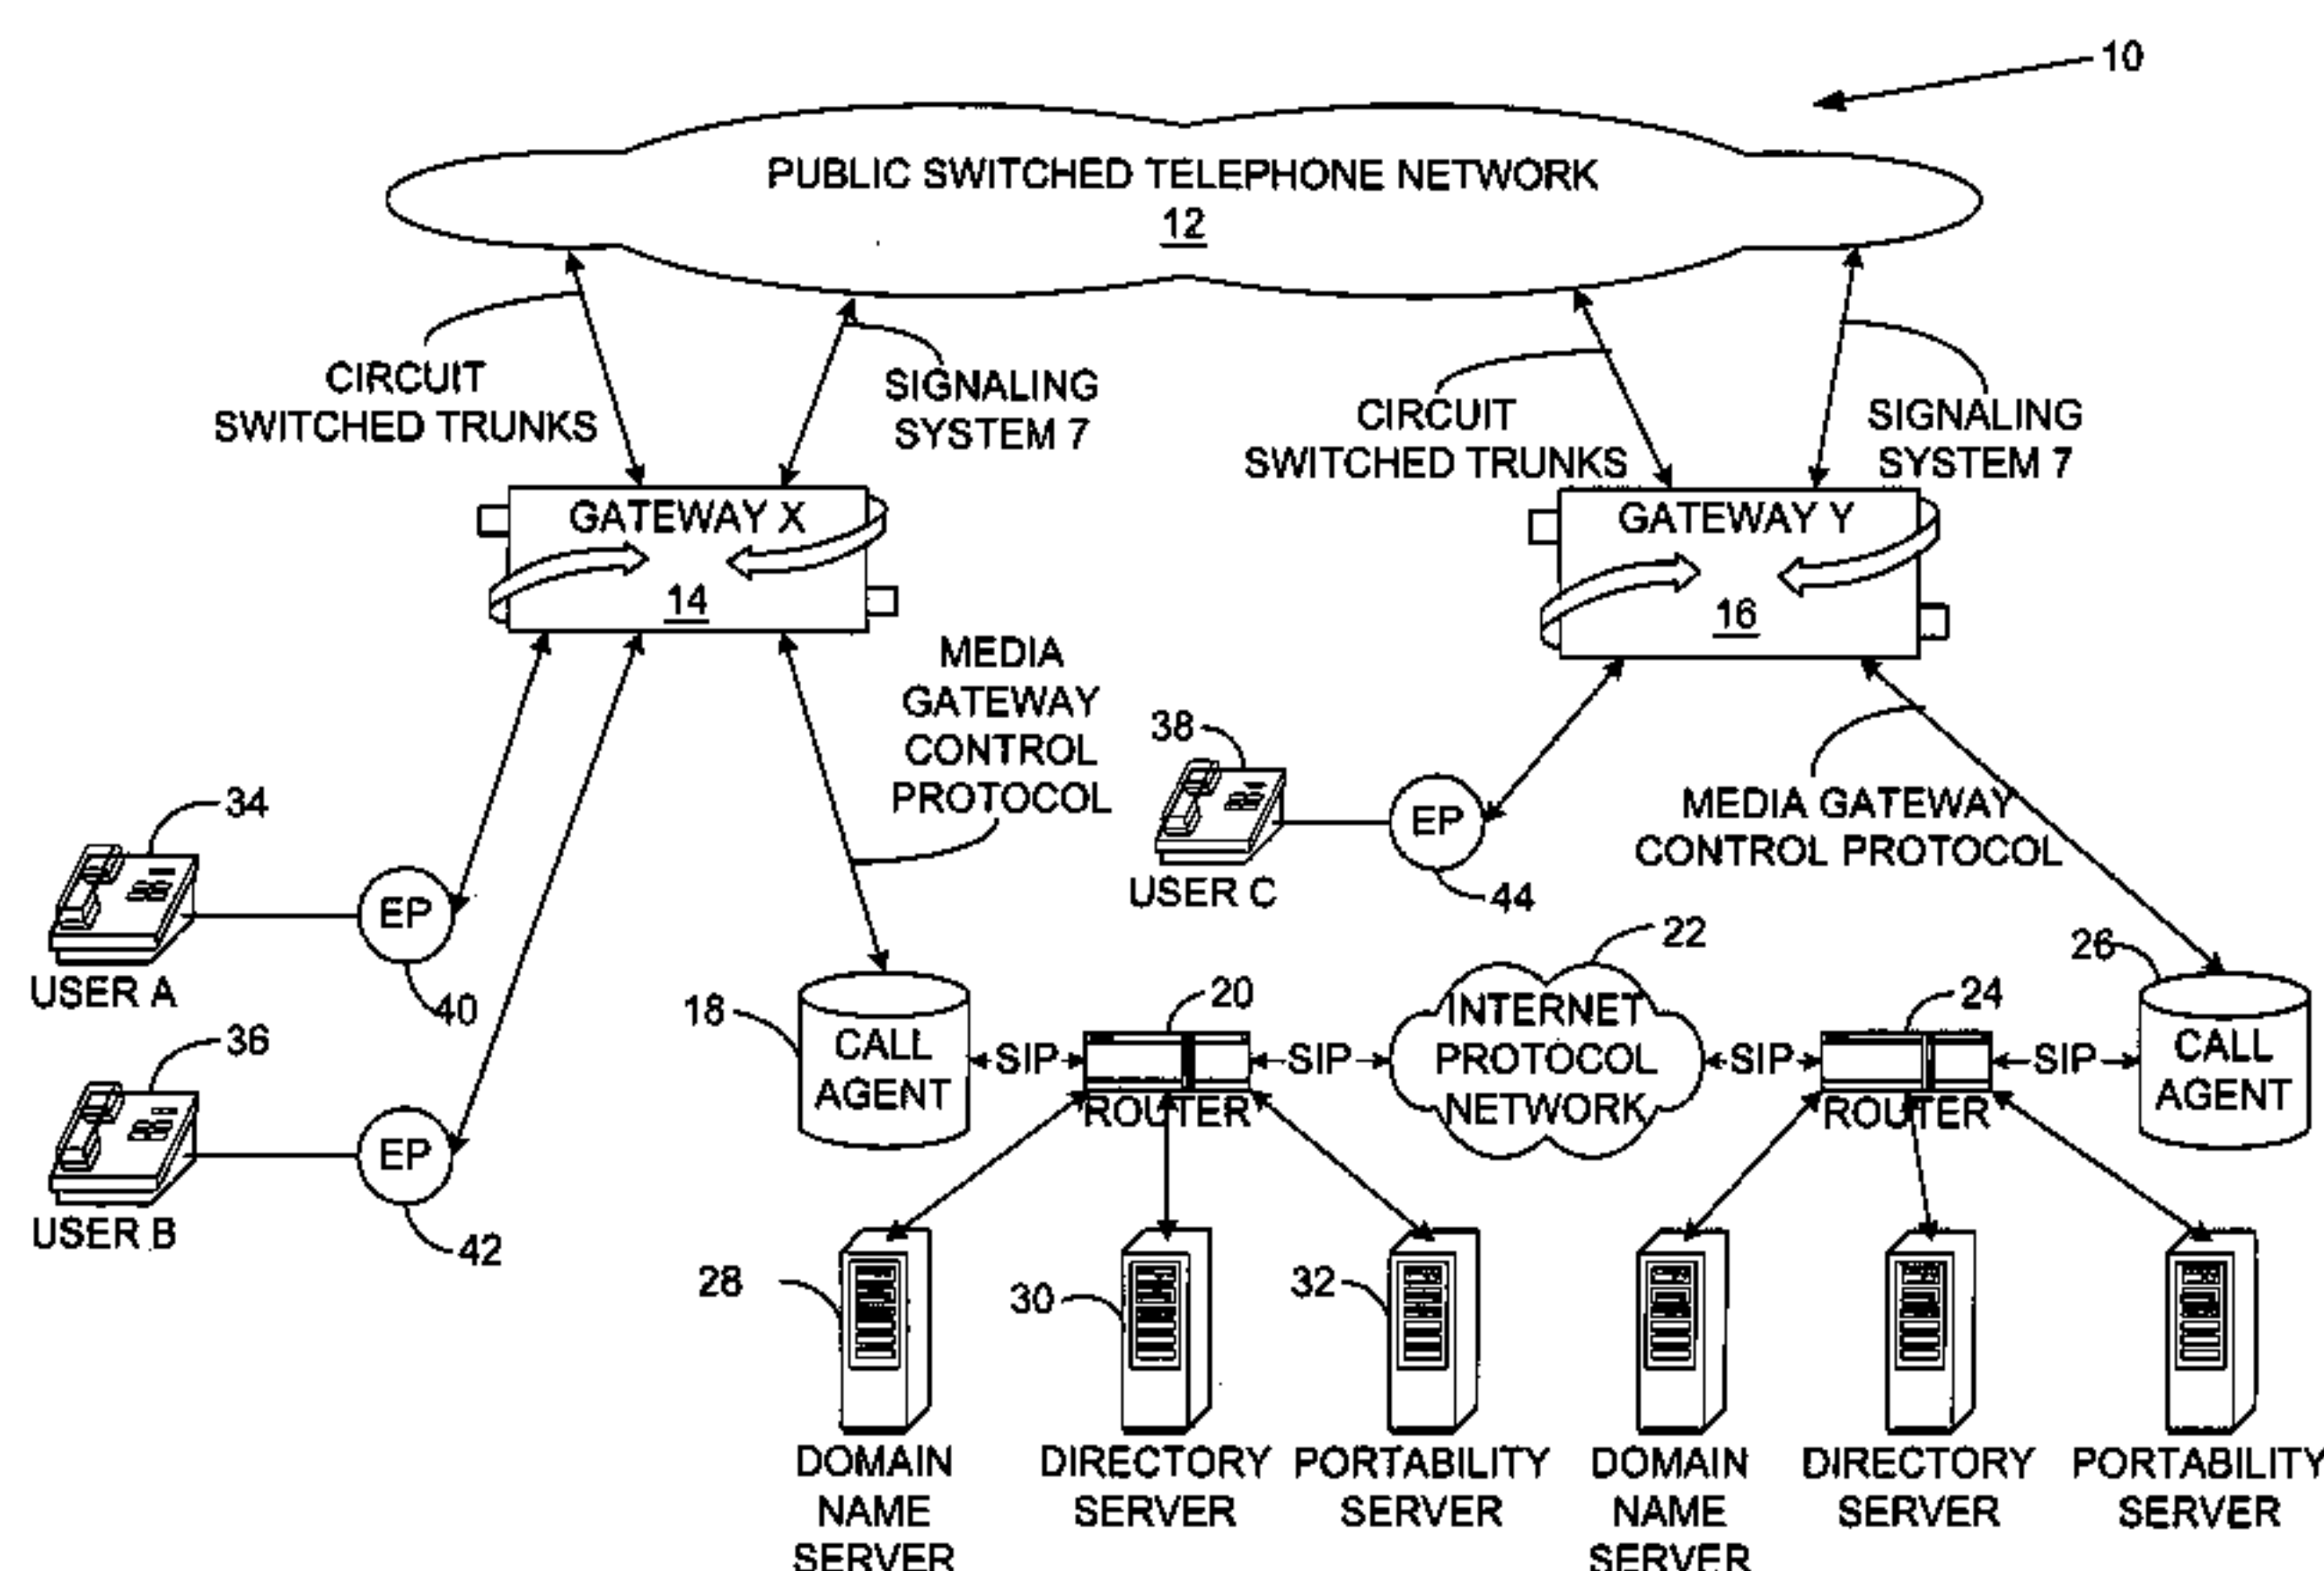 10
PUBLIC SWITCHED TELEPHONE NETWORK
12
CIRCUIT
SWITCHED TRUNKS
SIGNALING
SYSTEM 7
CIRCUIT
SWITCHED TRUNKS
SIGNALING
SYSTEM 7
GATEWAY X
14
GATEWAY Y
16
MEDIA
GATEWAY
CONTROL
PROTOCOL
38
EP
USER C
44
MEDIA GATEWAY
CONTROL PROTOCOL
34
EP
USER A
40
36
EP
USER B
42
18
CALL
AGENT
SIP
20
ROUTER
SIP
22
INTERNET
PROTOCOL
NETWORK
SIP
24
ROUTER
SIP
26
CALL
AGENT
28
30
32
DOMAIN
NAME
SERVER
DIRECTORY
SERVER
PORTABILITY
SERVER
DOMAIN
NAME
SERVER
DIRECTORY
SERVER
PORTABILITY
SERVER